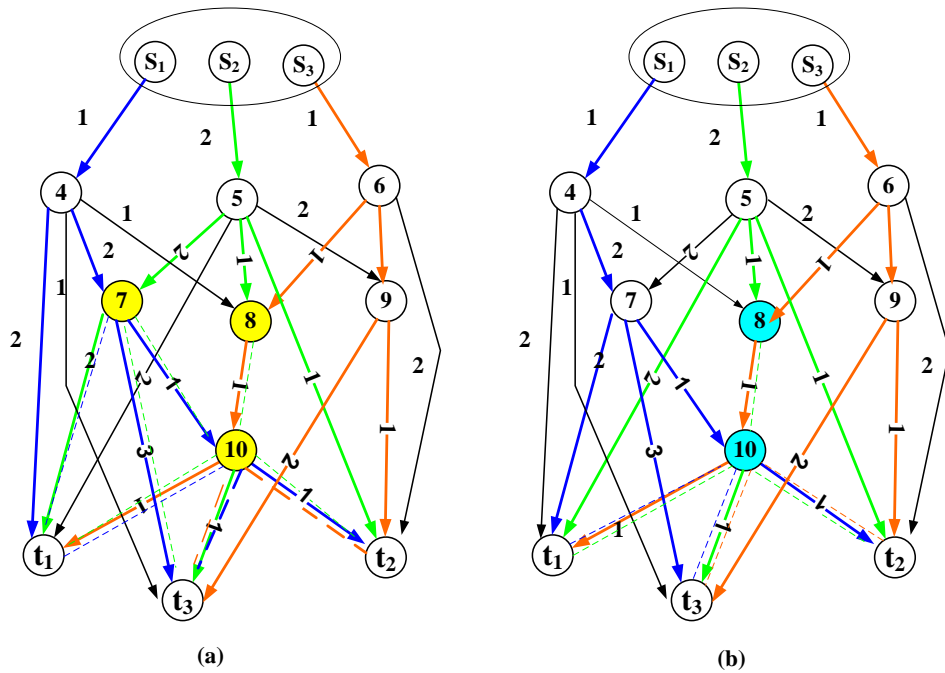 S1 S2 S3 S1 S2 S3
1 2 1 1 2 1
4 5 6 4 5 6
1 2 1 2
2 2 1 1 2 2 1 1
7 8 9 7 8 9
1 1
2 2 2 1 1 1 2 2 2 2 1 1 1 2
3 10 2 1 3 10 2 1
1 1 1 1 1 1
t1 t2 t1 t2
t3 t3
(a) (b)